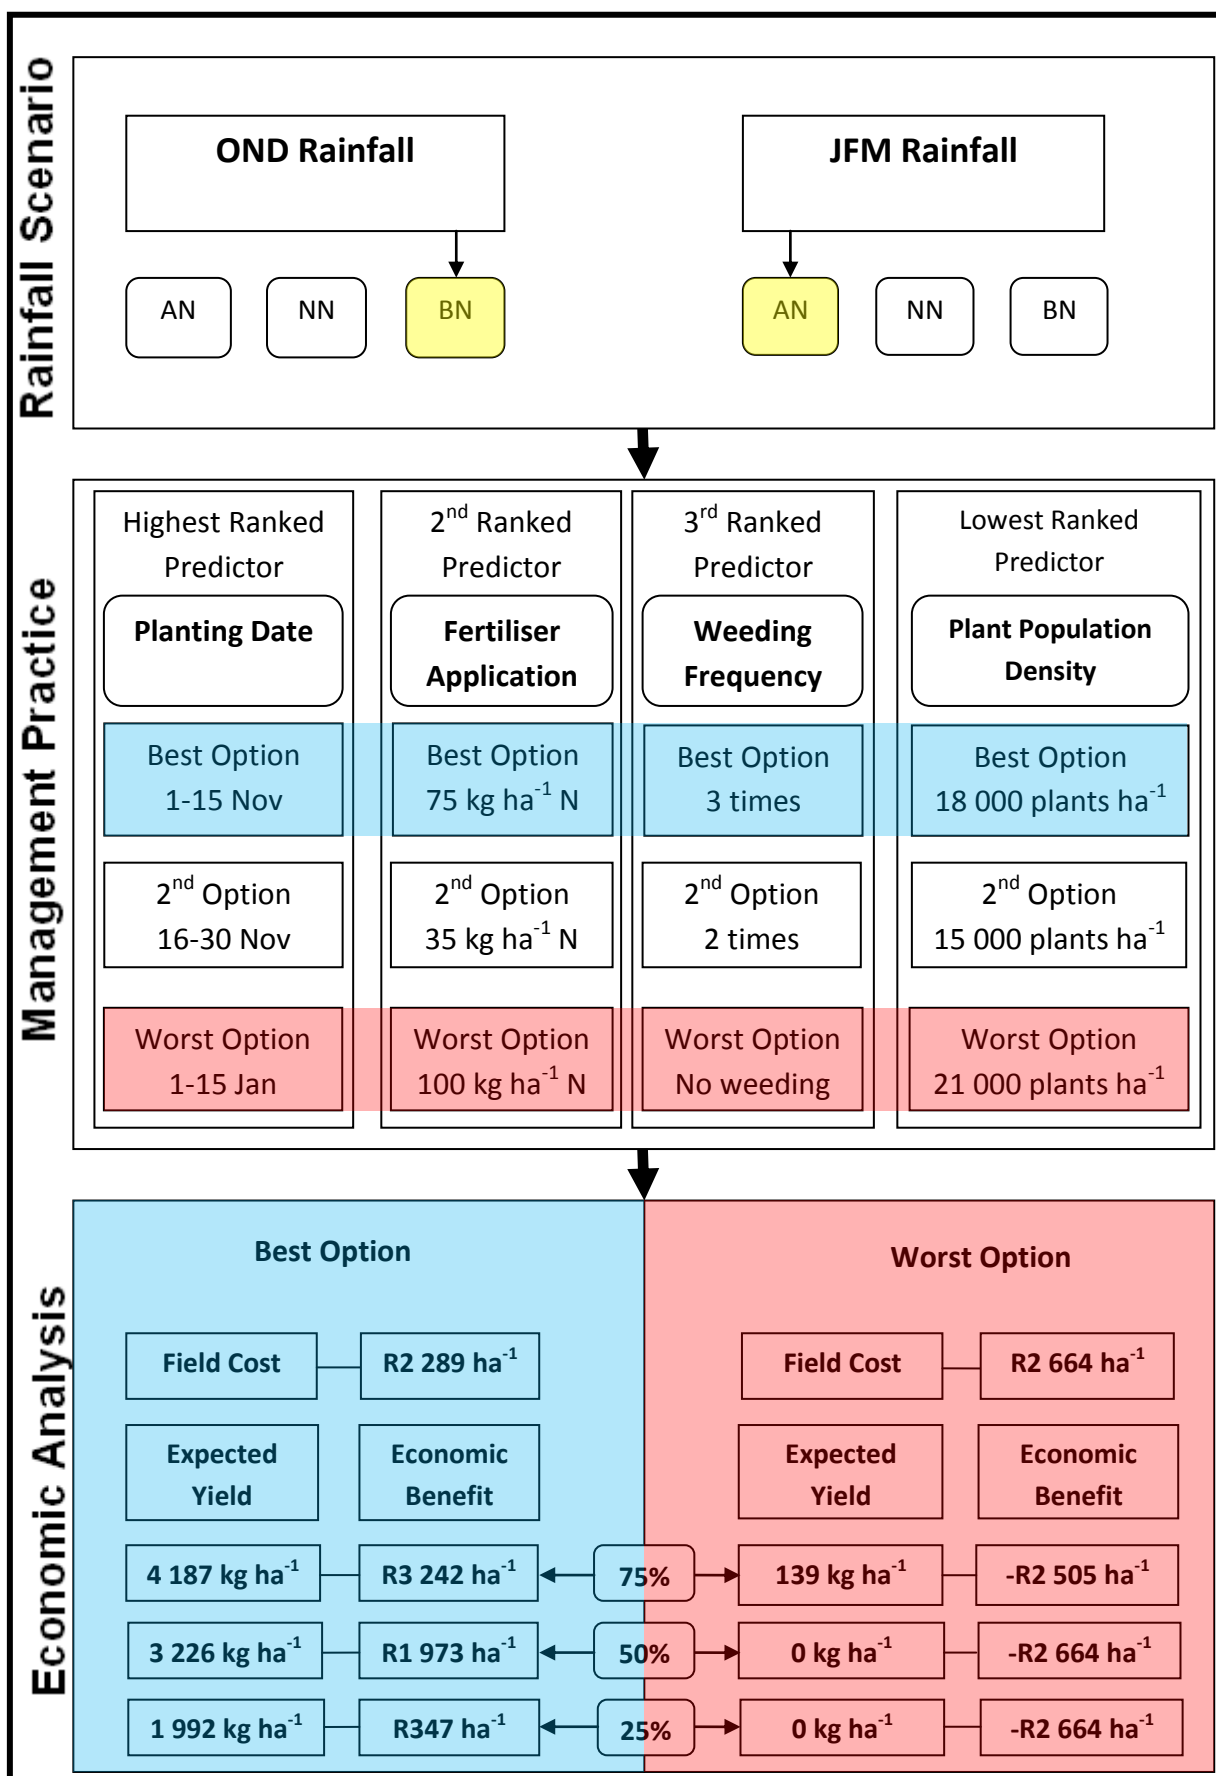 Rainfall Scenario
OND Rainfall
JFM Rainfall
AN
NN
BN
AN
NN
BN
Management Practice
Highest Ranked
Predictor
Planting Date
Best Option
1-15 Nov
2nd Option
16-30 Nov
Worst Option
1-15 Jan
2nd Ranked
Predictor
Fertiliser
Application
Best Option
75 kg ha-1 N
2nd Option
35 kg ha-1 N
Worst Option
100 kg ha-1 N
3rd Ranked
Predictor
Weeding
Frequency
Best Option
3 times
2nd Option
2 times
Worst Option
No weeding
Lowest Ranked
Predictor
Plant Population
Density
Best Option
18 000 plants ha-1
2nd Option
15 000 plants ha-1
Worst Option
21 000 plants ha-1
Economic Analysis
Best Option
Worst Option
Field Cost
R2 289 ha-1
Field Cost
R2 664 ha-1
Expected
Yield
Economic
Benefit
Expected
Yield
Economic
Benefit
4 187 kg ha-1
R3 242 ha-1
75%
139 kg ha-1
-R2 505 ha-1
3 226 kg ha-1
R1 973 ha-1
50%
0 kg ha-1
-R2 664 ha-1
1 992 kg ha-1
R347 ha-1
25%
0 kg ha-1
-R2 664 ha-1